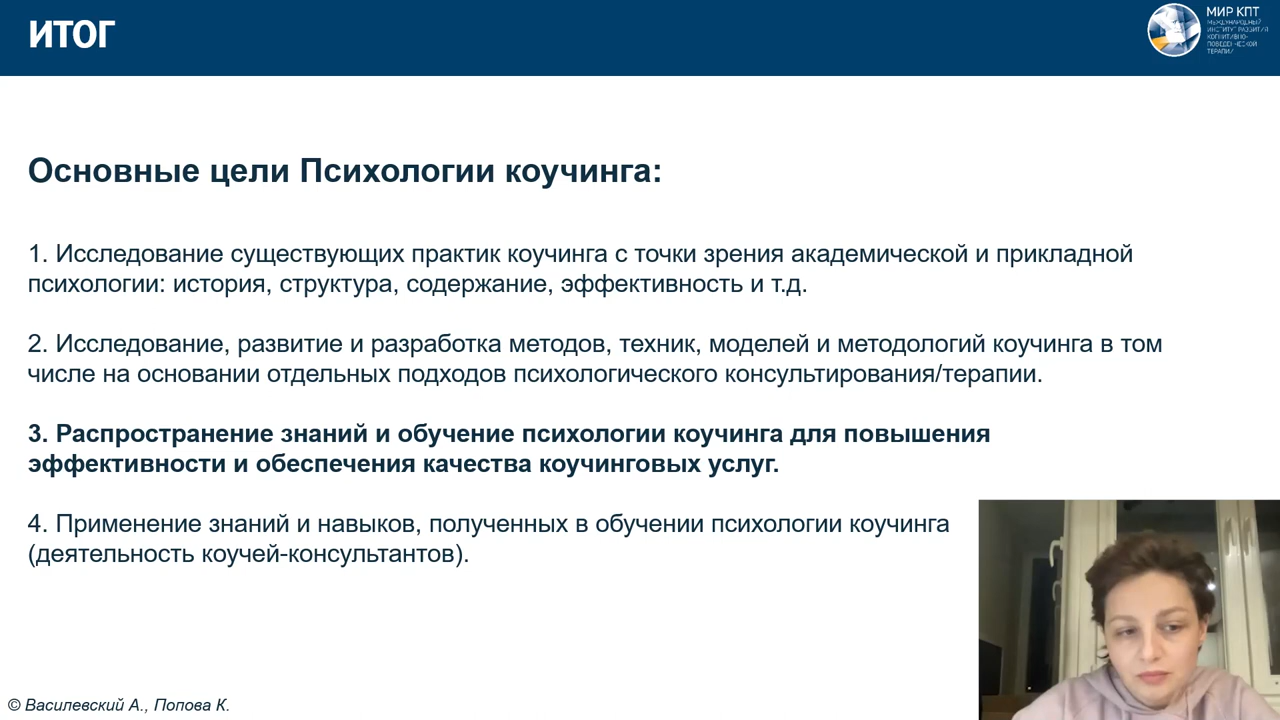 ИТОГ
МИР КПТ
МЕЖДУНАРОДНЫЙ
ИНСТИТУТ РАЗВИТИЯ
КОГНИТИВНО-
ПОВЕДЕНЧЕСКОЙ
ТЕРАПИИ
Основные цели Психологии коучинга:
1. Исследование существующих практик коучинга с точки зрения академической и прикладной
психологии: история, структура, содержание, эффективность и т.д.
2. Исследование, развитие и разработка методов, техник, моделей и методологий коучинга в том
числе на основании отдельных подходов психологического консультирования/терапии.
3. Распространение знаний и обучение психологии коучинга для повышения
эффективности и обеспечения качества коучинговых услуг.
4. Применение знаний и навыков, полученных в обучении психологии коучинга
(деятельность коучей-консультантов).
© Василевский А., Попова К.